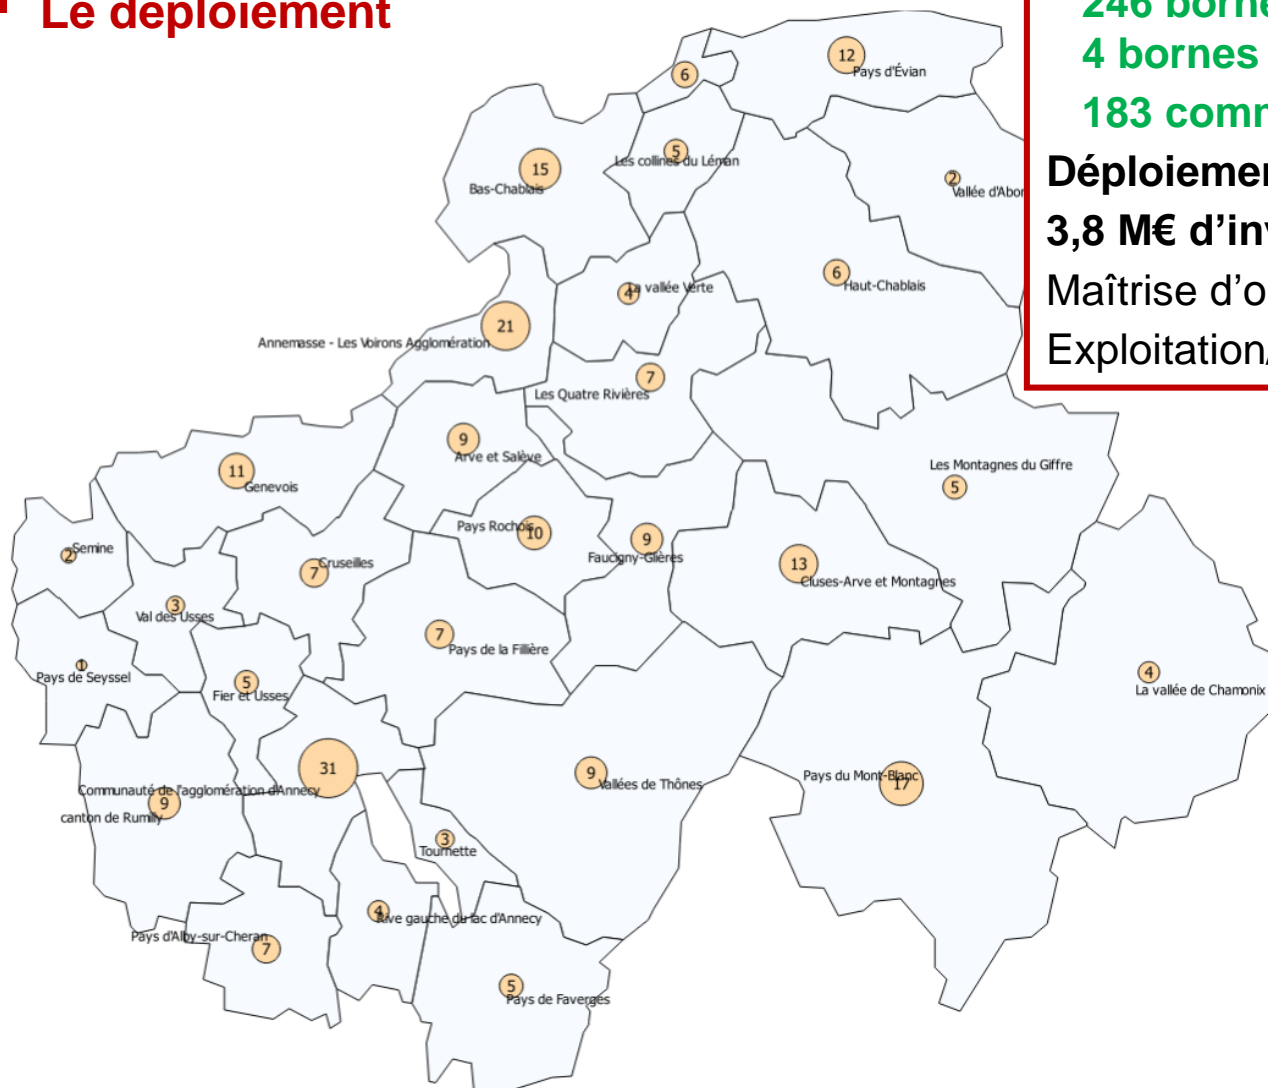 Le déploiement
246 borne
4 bornes
183 comm
Déploiemen
3,8 M€ d’inv
Maîtrise d’o
Exploitation/
6
12
Pays d'Évian
5
Les collines du Léman
15
Bas-Chablais
2
Vallée d'Abon
6
Haut-Chablais
4
La vallée Verte
21
Annemasse - Les Voirons Agglomération
7
Les Quatre Rivières
9
Arve et Salève
11
Genevois
Les Montagnes du Giffre
5
Pays Rochois
10
9
Faucigny-Glières
13
Cluses-Arve et Montagnes
2
Semine
7
Cruseilles
3
Val des Usses
7
Pays de la Fillière
1
Pays de Seyssel
5
Fier et Usses
4
La vallée de Chamonix
31
Communauté de l'agglomération d'Annecy
9
canton de Rumilly
9
Vallées de Thônes
Pays du Mont-Blanc
17
3
Tournette
4
Rive gauche du lac d'Annecy
Pays d'Alby-sur-Cheran
7
5
Pays de Faverges